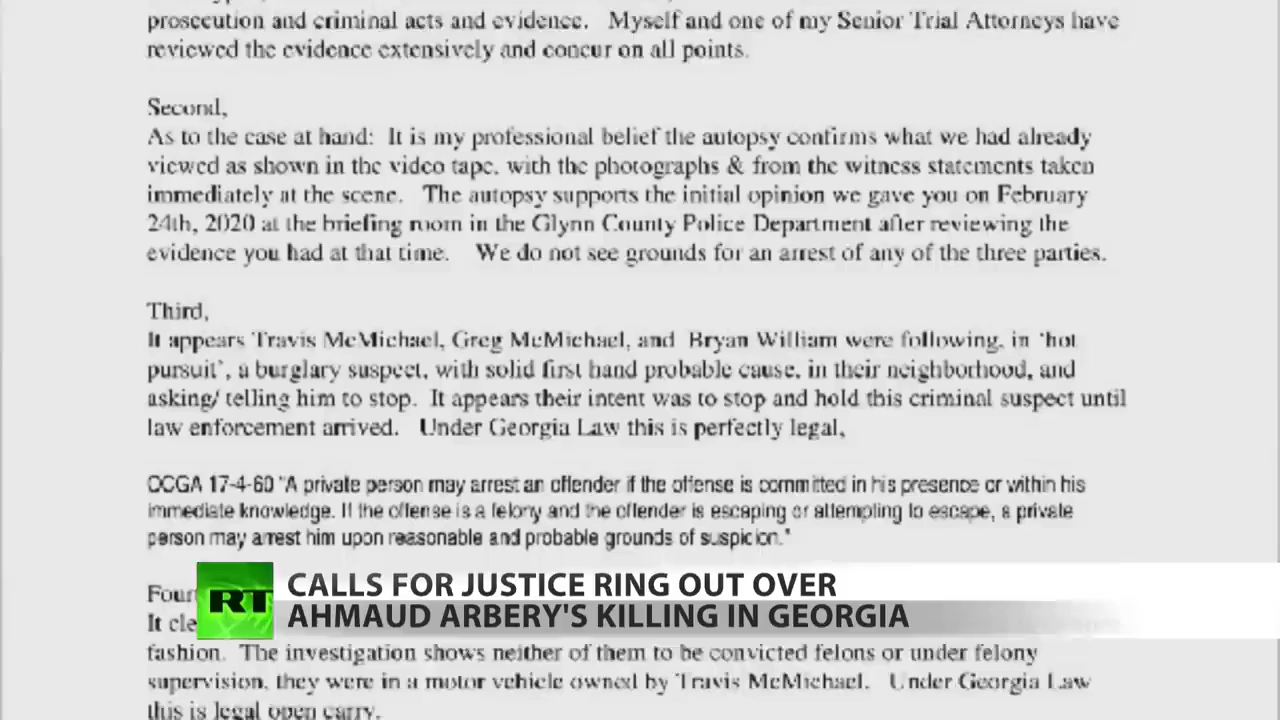 prosecution and criminal acts and evidence. Myself and one of my Senior Trial Attorneys have
reviewed the evidence extensively and concur on all points.
Second,
As to the case at hand: It is my professional belief the autopsy confirms what we had already
viewed as shown in the video tape, with the photographs & from the witness statements taken
immediately at the scene. The autopsy supports the initial opinion we gave you on February
24th, 2020 at the briefing room in the Glynn County Police Department after reviewing the
evidence you had at that time. We do not see grounds for an arrest of any of the three parties.
Third,
It appears Travis McMichael, Greg McMichael, and Bryan William were following, in 'hot
pursuit', a burglary suspect, with solid first hand probable cause, in their neighborhood, and
asking/ telling him to stop. It appears their intent was to stop and hold this criminal suspect until
law enforcement arrived. Under Georgia Law this is perfectly legal,
OCGA 17-4-60 "A private person may arrest an offender if the offense is committed in his presence or within his
immediate knowledge. If the offense is a felony and the offender is escaping or attempting to escape, a private
person may arrest him upon reasonable and probable grounds of suspicion."
Four
It cle
RT
CALLS FOR JUSTICE RING OUT OVER
AHMAUD ARBERY'S KILLING IN GEORGIA
fashion. The investigation shows neither of them to be convicted felons or under felony
supervision, they were in a motor vehicle owned by Travis McMichael. Under Georgia Law
this is legal open carry.